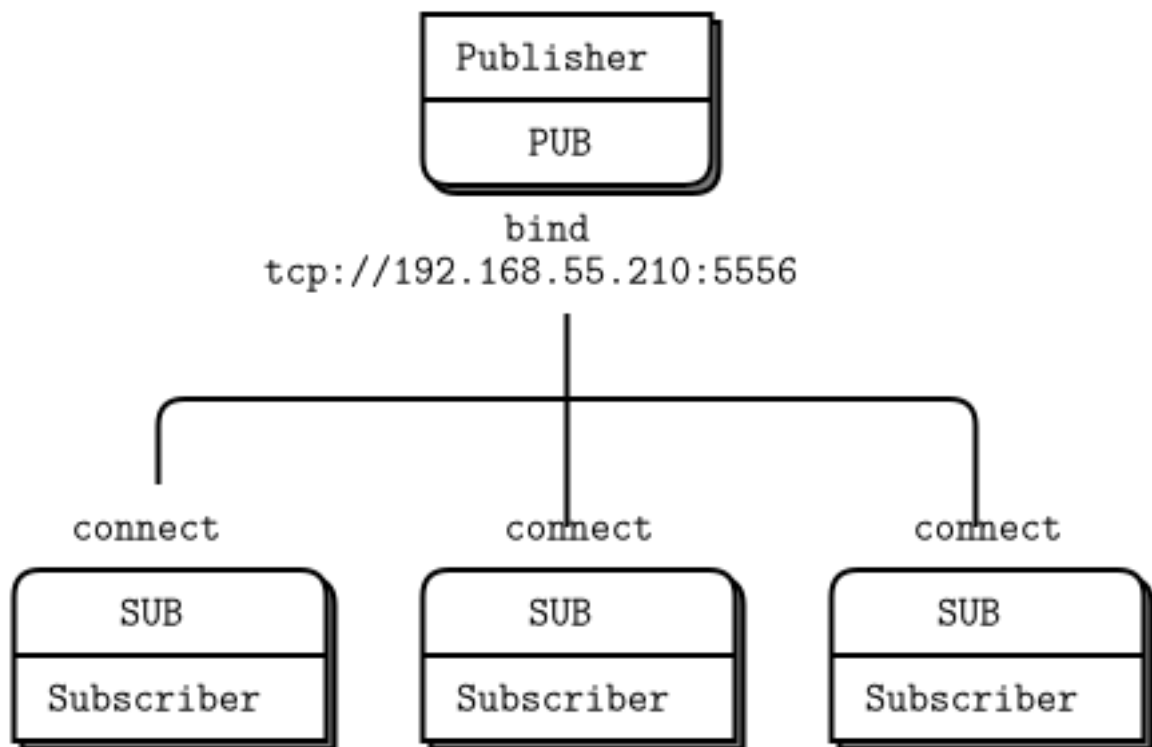 Publisher
PUB
bind
tcp://192.168.55.210:5556
connect connect connect
SUB SUB SUB
Subscriber Subscriber Subscriber